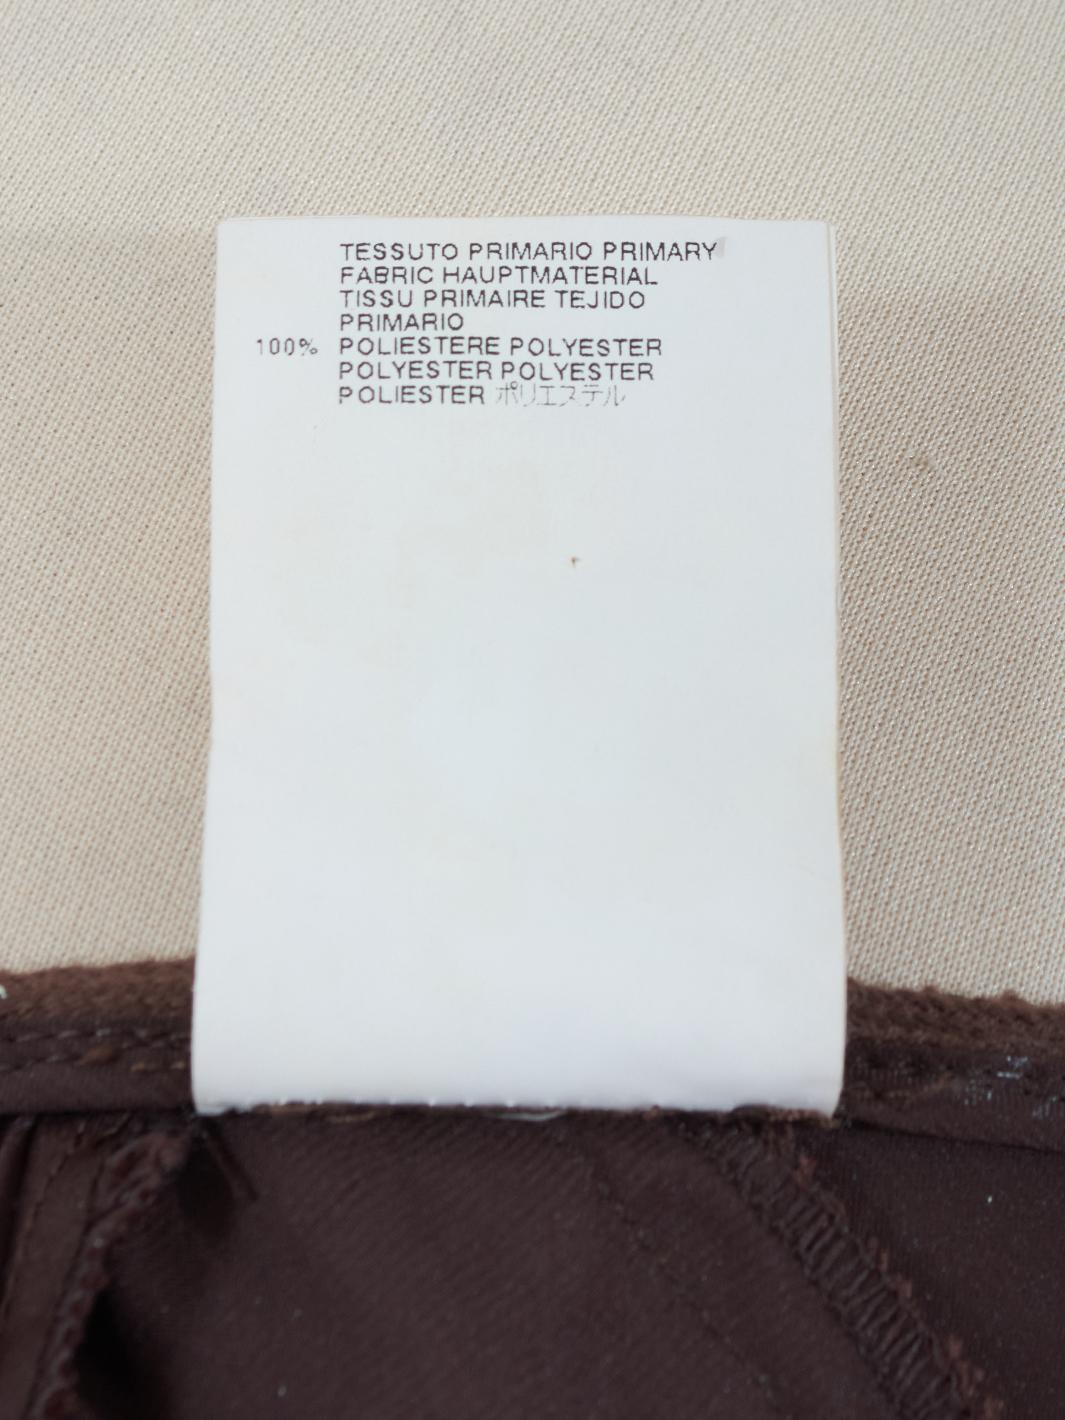 TESSUTO PRIMARIO PRIMARY
FABRIC HAUPTMATERIAL
TISSU PRIMAIRE TEJIDO
PRIMARIO
100% POLIESTERE POLYESTER
POLYESTER POLYESTER
POLIESTER ポリエステル